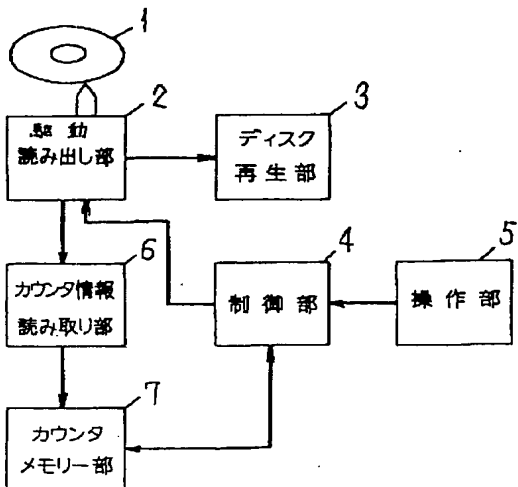 1
2
駆動
読み出し部
3
ディスク
再生部
6
カウンタ情報
読み取り部
4
制御部
5
操作部
7
カウンタ
メモリー部